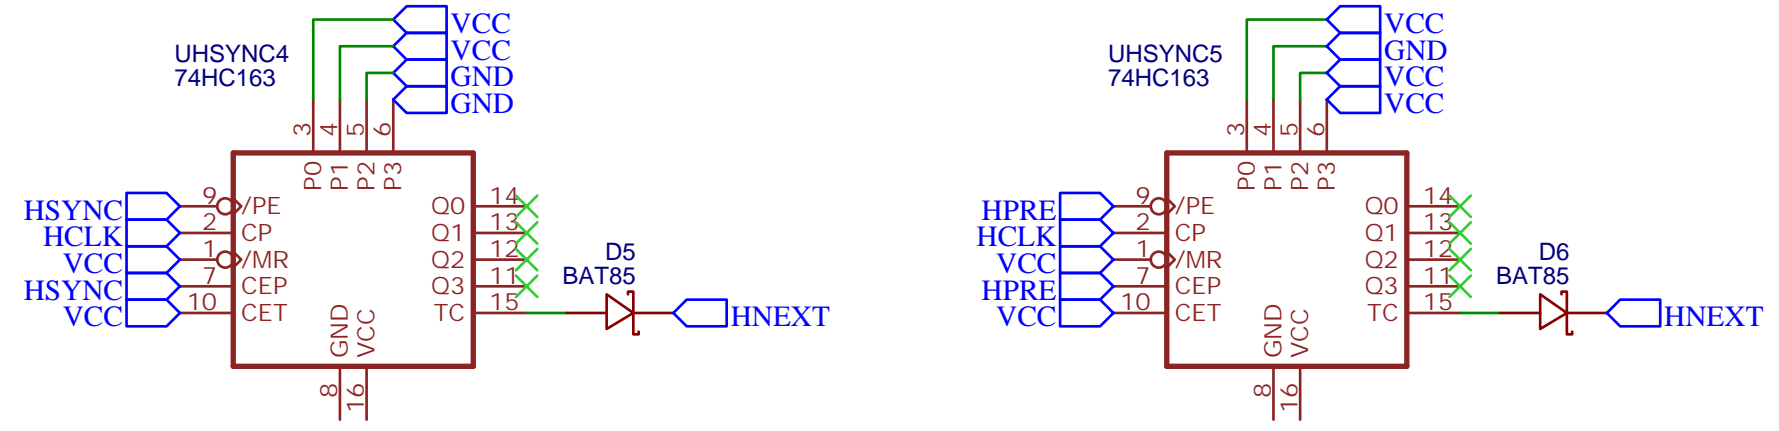 VCC
VCC
GND
GND
UHSYNC4
74HC163
3
4
5
6
P0
P1
P2
P3
HSYNC
HCLK
VCC
HSYNC
VCC
9
2
1
7
10
/PE
CP
/MR
CEP
CET
Q0
Q1
Q2
Q3
TC
14
13
12
11
15
GND
VCC
8
16
D5
BAT85
HNEXT
VCC
GND
VCC
VCC
UHSYNC5
74HC163
3
4
5
6
P0
P1
P2
P3
HPRE
HCLK
VCC
HPRE
VCC
9
2
1
7
10
/PE
CP
/MR
CEP
CET
Q0
Q1
Q2
Q3
TC
14
13
12
11
15
GND
VCC
8
16
D6
BAT85
HNEXT